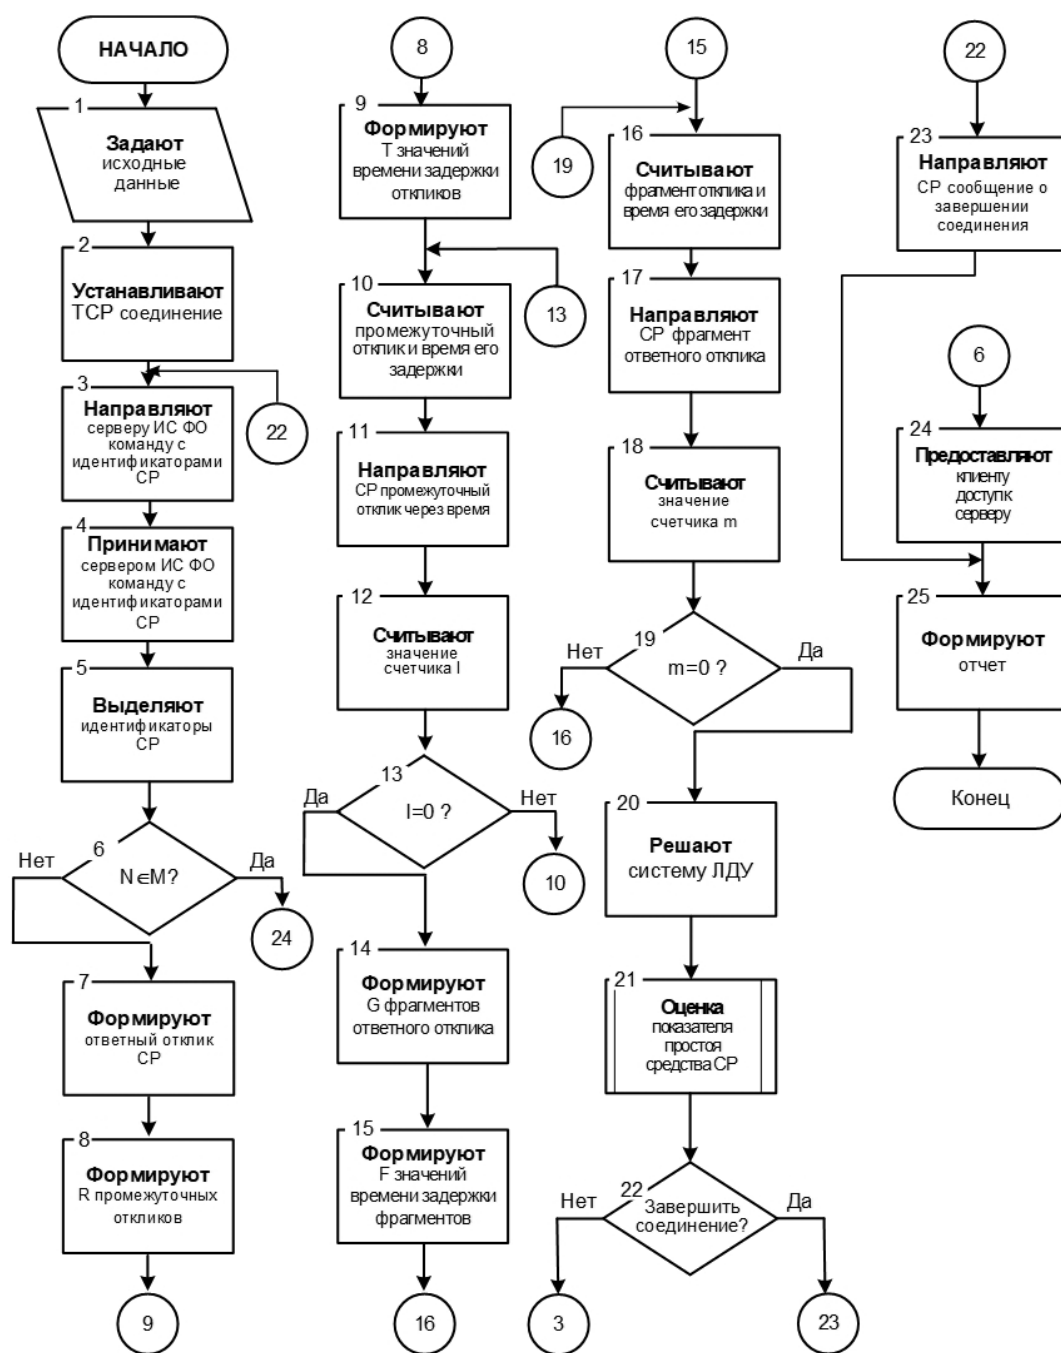 НАЧАЛО
1
Задают
исходные
данные
2
Устанавливают
TCP соединение
3
Направляют
серверу ИС ФО
команду с
идентификаторами
СР
22
4
Принимают
сервером ИС ФО
команду с
идентификаторами
СР
5
Выделяют
идентификаторы
СР
6
N∈M?
Нет
Да
24
7
Формируют
ответный отклик
СР
8
Формируют
R промежуточных
откликов
9
8
9
Формируют
T значений
времени задержки
откликов
10
Считывают
промежуточный
отклик и время его
задержки
13
11
Направляют
СР промежуточный
отклик через время
12
Считывают
значение
счетчика l
13
l=0 ?
Да
Нет
10
14
Формируют
G фрагментов
ответного отклика
15
Формируют
F значений
времени задержки
фрагментов
16
15
19
16
Считывают
фрагмент отклика и
время его задержки
17
Направляют
СР фрагмент
ответного отклика
18
Считывают
значение
счетчика m
19
m=0 ?
Нет
Да
16
20
Решают
систему ЛДУ
21
Оценка
показателя
простоя
средства СР
22
Завершить
соединение?
Нет
Да
3
23
22
23
Направляют
СР сообщение о
завершении
соединения
6
24
Предоставляют
клиенту
доступ к
серверу
25
Формируют
отчет
Конец